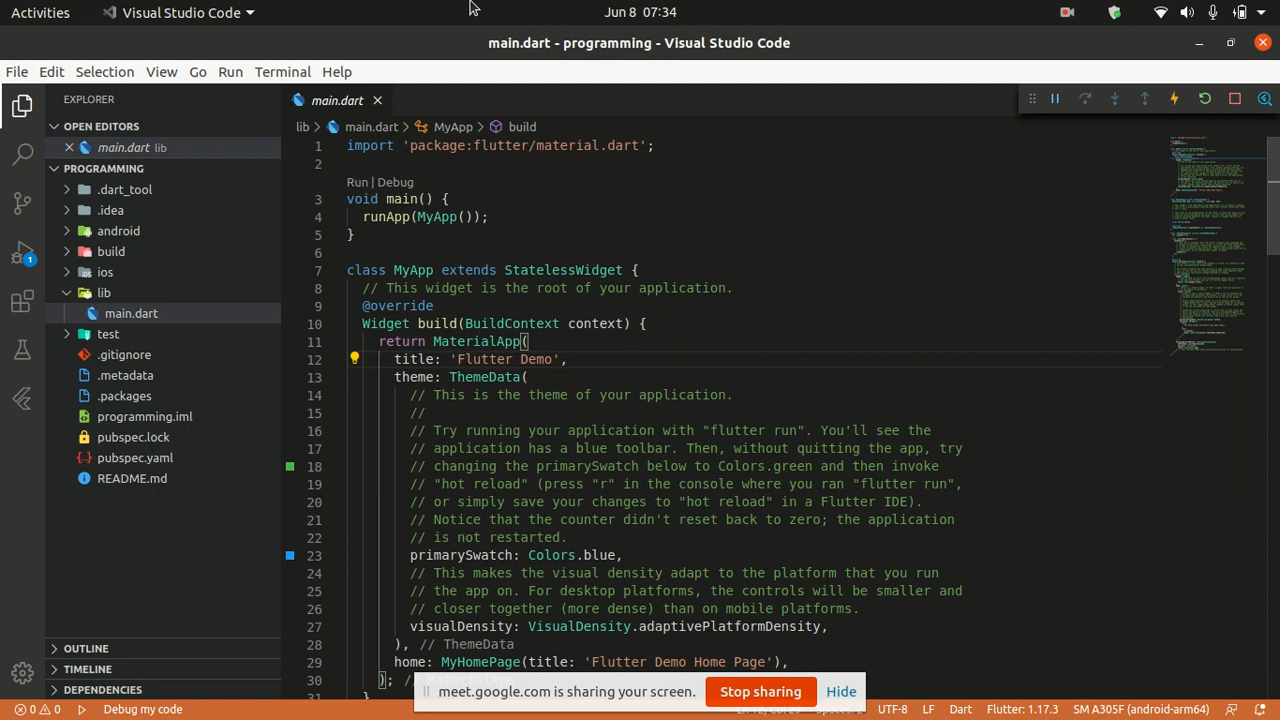 Activities
Visual Studio Code
Jun 8 07:34
main.dart - programming - Visual Studio Code
File Edit Selection View Go Run Terminal Help
EXPLORER
OPEN EDITORS
main.dart lib
PROGRAMMING
.dart_tool
.idea
android
build
ios
lib
main.dart
test
.gitignore
.metadata
.packages
programming.iml
pubspec.lock
pubspec.yaml
README.md
OUTLINE
TIMELINE
DEPENDENCIES
1
main.dart
lib > main.dart > MyApp > build
1 import 'package:flutter/material.dart';
2
Run | Debug
3 void main() {
4 runApp(MyApp());
5 }
6
7 class MyApp extends StatelessWidget {
8 // This widget is the root of your application.
9 @override
10 Widget build(BuildContext context) {
11 return MaterialApp(
12 title: 'Flutter Demo',
13 theme: ThemeData(
14 // This is the theme of your application.
15 //
16 // Try running your application with "flutter run". You'll see the
17 // application has a blue toolbar. Then, without quitting the app, try
18 // changing the primarySwatch below to Colors.green and then invoke
19 // "hot reload" (press "r" in the console where you ran "flutter run",
20 // or simply save your changes to "hot reload" in a Flutter IDE).
21 // Notice that the counter didn't reset back to zero; the application
22 // is not restarted.
23 primarySwatch: Colors.blue,
24 // This makes the visual density adapt to the platform that you run
25 // the app on. For desktop platforms, the controls will be smaller and
26 // closer together (more dense) than on mobile platforms.
27 visualDensity: VisualDensity.adaptivePlatformDensity,
28 ), // ThemeData
29 home: MyHomePage(title: 'Flutter Demo Home Page'),
30 ); //
31 }
meet.google.com is sharing your screen. Stop sharing Hide
0 0 Debug my code
UTF-8 LF Dart Flutter: 1.17.3 SM A305F (android-arm64)